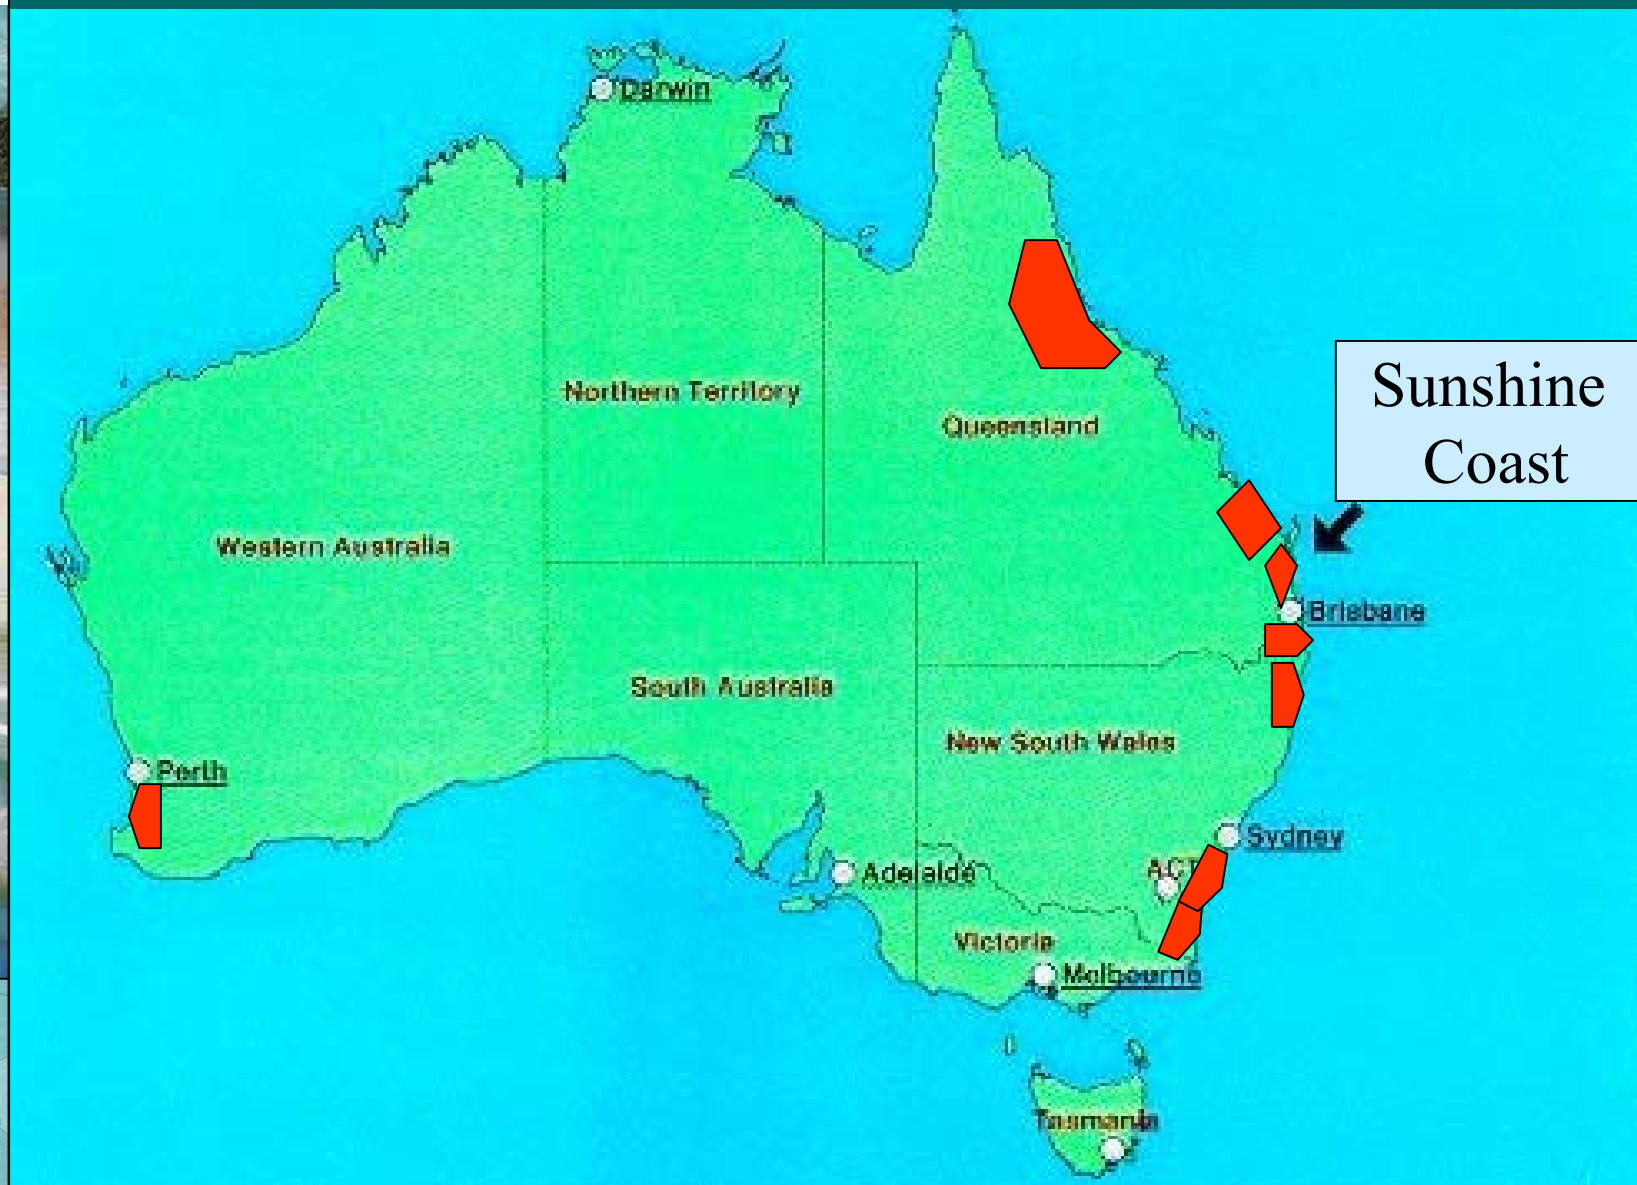 Darwin
Northern Territory
Queensland
Sunshine
Coast
Western Australia
Brisbane
South Australia
New South Wales
Perth
Sydney
ACT
Adelaide
Victoria
Melbourne
Tasmania